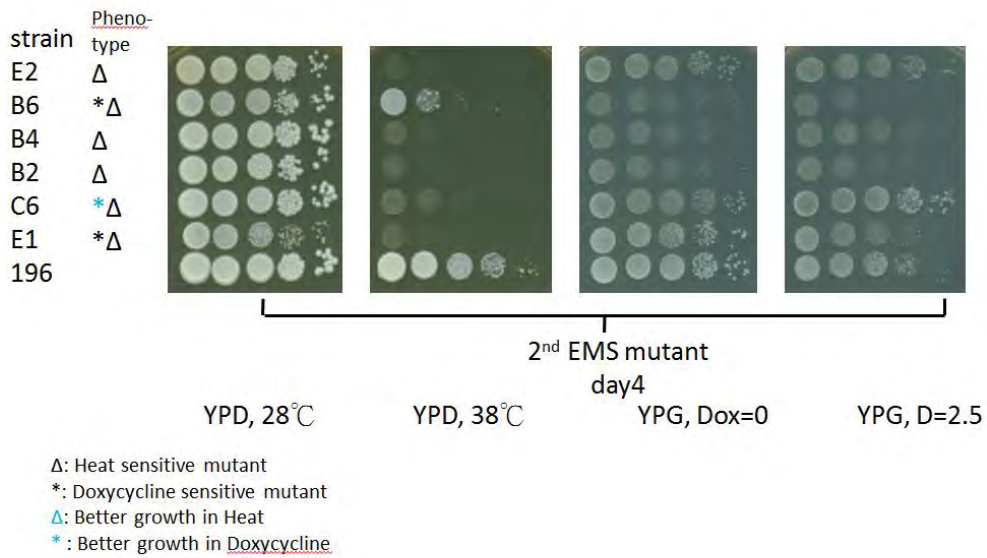 Pheno-
strain type
E2 Δ
B6 *Δ
B4 Δ
B2 Δ
C6 *Δ
E1 *Δ
196
2nd EMS mutant
day4
YPD, 28℃ YPD, 38℃ YPG, Dox=0 YPG, D=2.5
Δ: Heat sensitive mutant
*: Doxycycline sensitive mutant
Δ: Better growth in Heat
* : Better growth in Doxycycline